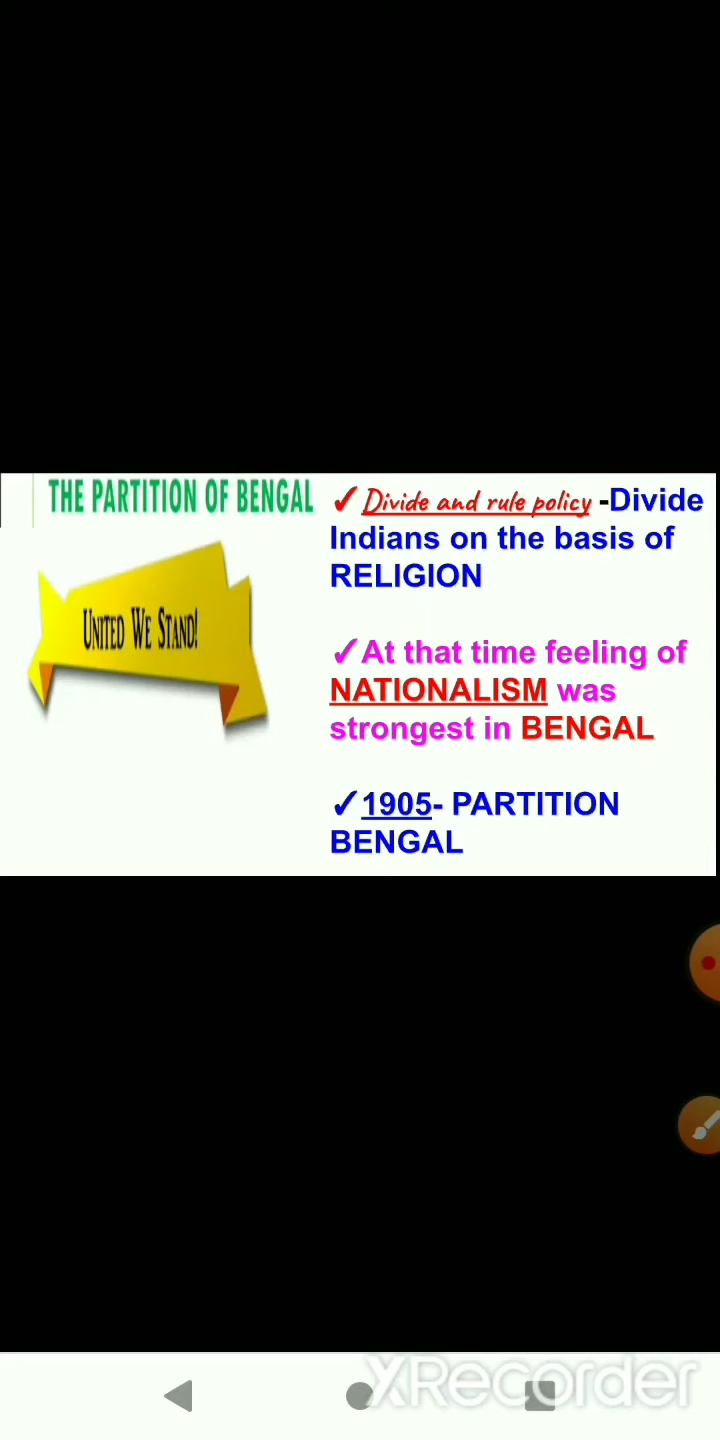 THE PARTITION OF BENGAL
UNITED WE STAND!
✓Divide and rule policy -Divide
Indians on the basis of
RELIGION
✓At that time feeling of
NATIONALISM was
strongest in BENGAL
✓1905- PARTITION
BENGAL
XRecorder